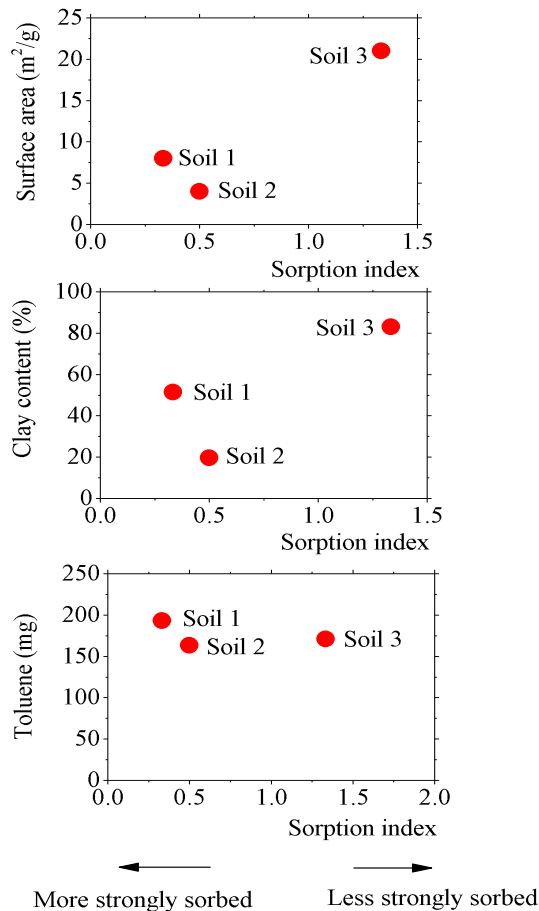 Surface area (m²/g)
25
20
15
10
5
0
Soil 3
Soil 1
Soil 2
0.0 0.5 1.0 1.5
Sorption index
Clay content (%)
100
80
60
40
20
0
Soil 3
Soil 1
Soil 2
0.0 0.5 1.0 1.5
Sorption index
Toluene (mg)
250
200
150
100
50
0
Soil 1
Soil 2
Soil 3
0.0 0.5 1.0 1.5 2.0
Sorption index
More strongly sorbed
Less strongly sorbed